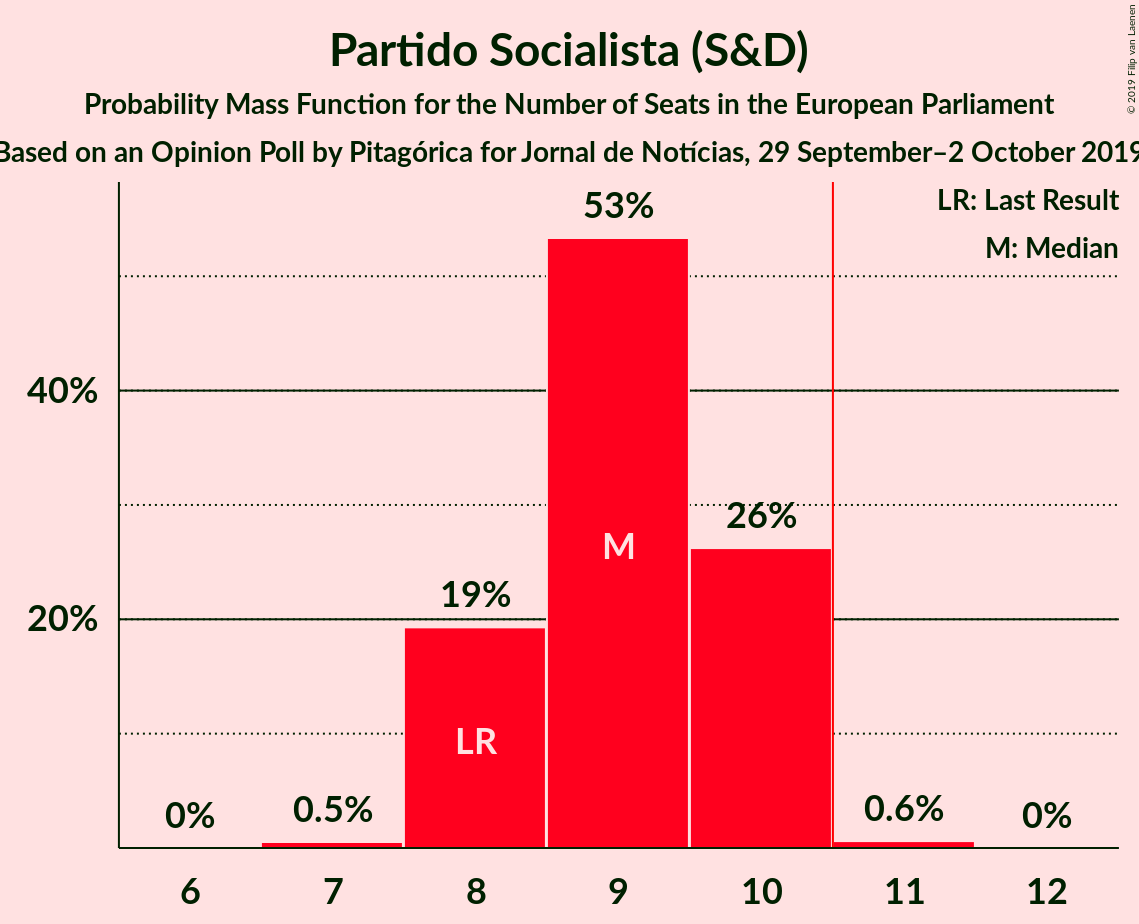 Partido Socialista (S&D)
Probability Mass Function for the Number of Seats in the European Parliament
Based on an Opinion Poll by Pitagórica for Jornal de Notícias, 29 September–2 October 2019
© 2019 Filip van Laenen
LR: Last Result
M: Median
53%
40%
26%
M
19%
20%
LR
0%
0.5%
0.6%
0%
6
7
8
9
10
11
12